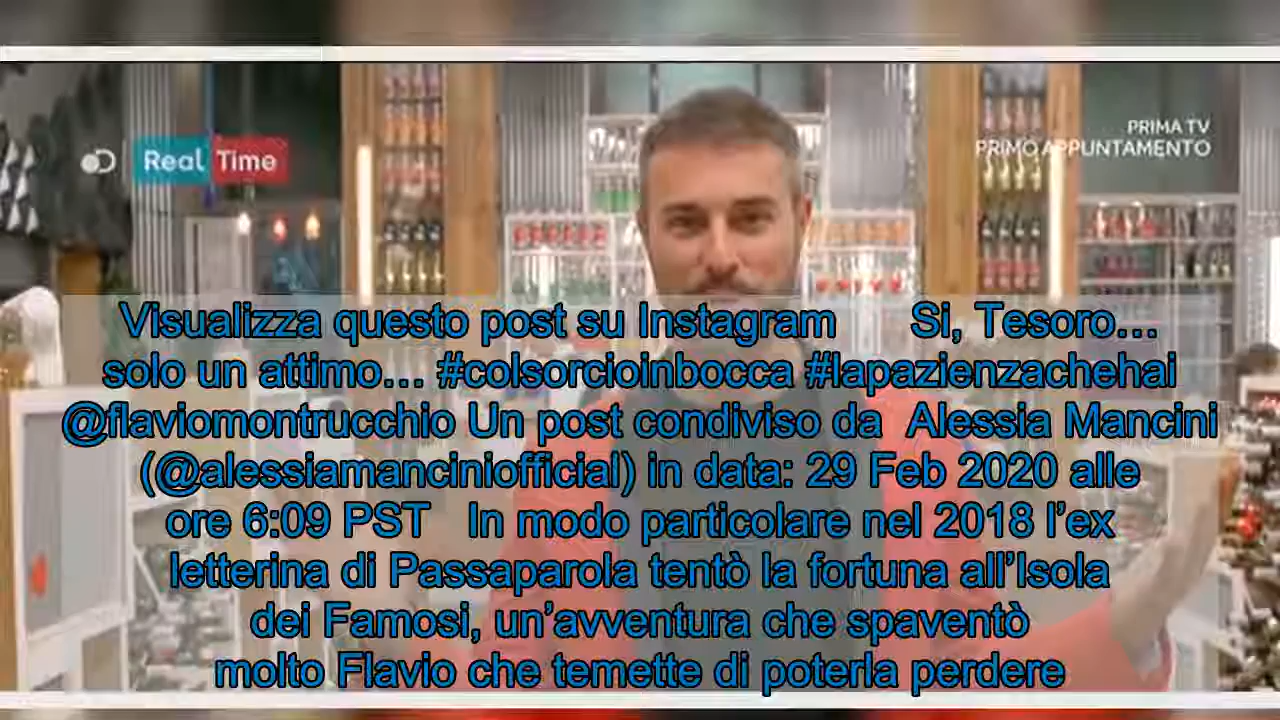 PRIMA TV
PRIMO APPUNTAMENTO
Real Time
Visualizza questo post su Instagram Si, Tesoro…
solo un attimo… #colsorcioinbocca #lapazienzachehai
@flaviomontrucchio Un post condiviso da Alessia Mancini
(@alessiamanciniofficial) in data: 29 Feb 2020 alle
ore 6:09 PST In modo particolare nel 2018 l’ex
letterina di Passaparola tentò la fortuna all’Isola
dei Famosi, un’avventura che spaventò
molto Flavio che temette di poterla perdere